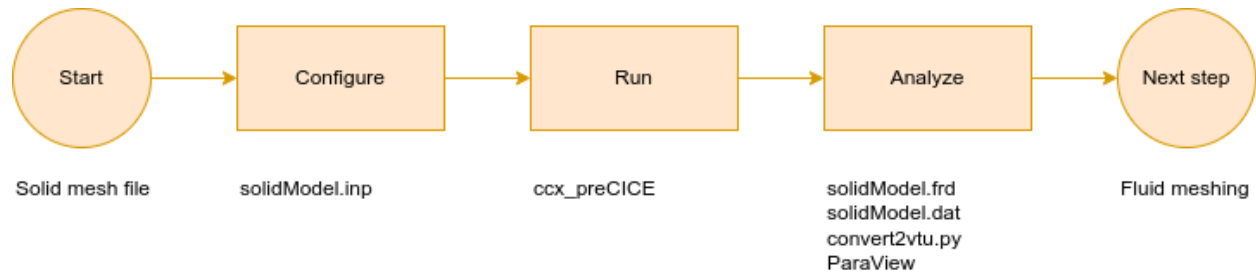 Start
Configure
Run
Analyze
Next step
Solid mesh file
solidModel.inp
ccx_preCICE
solidModel.frd
solidModel.dat
convert2vtu.py
ParaView
Fluid meshing